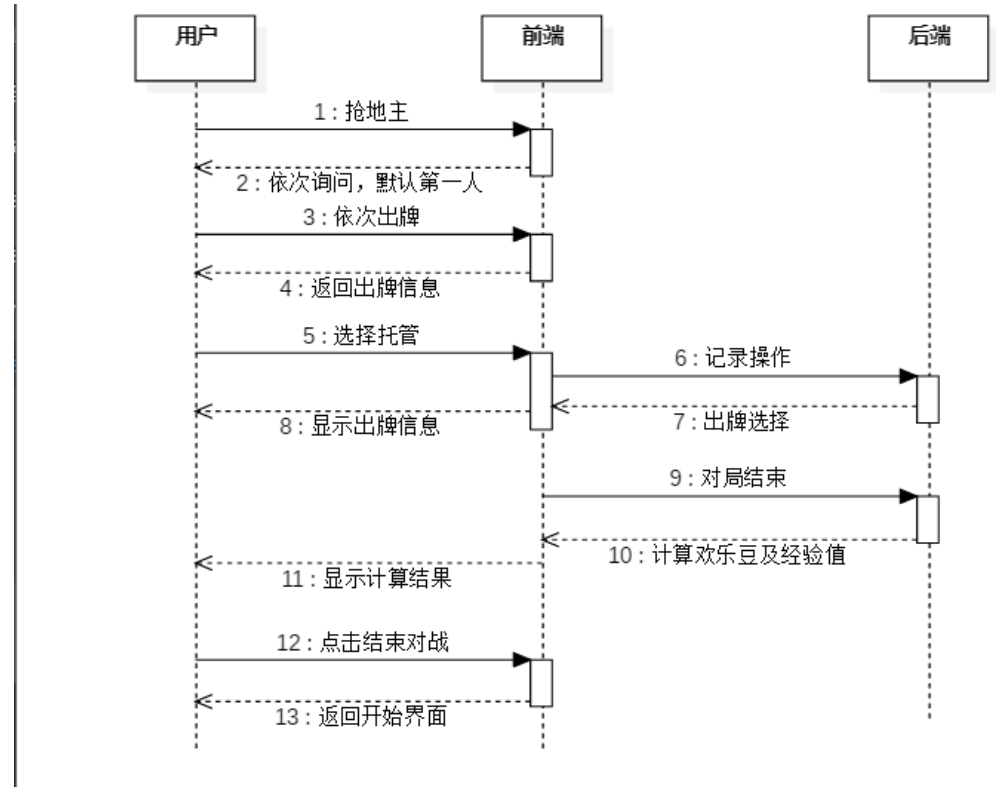 用户
前端
后端
1 : 抢地主
2 : 依次询问，默认第一人
3 : 依次出牌
4 : 返回出牌信息
5 : 选择托管
6 : 记录操作
7 : 出牌选择
8 : 显示出牌信息
9 : 对局结束
10 : 计算欢乐豆及经验值
11 : 显示计算结果
12 : 点击结束对战
13 : 返回开始界面